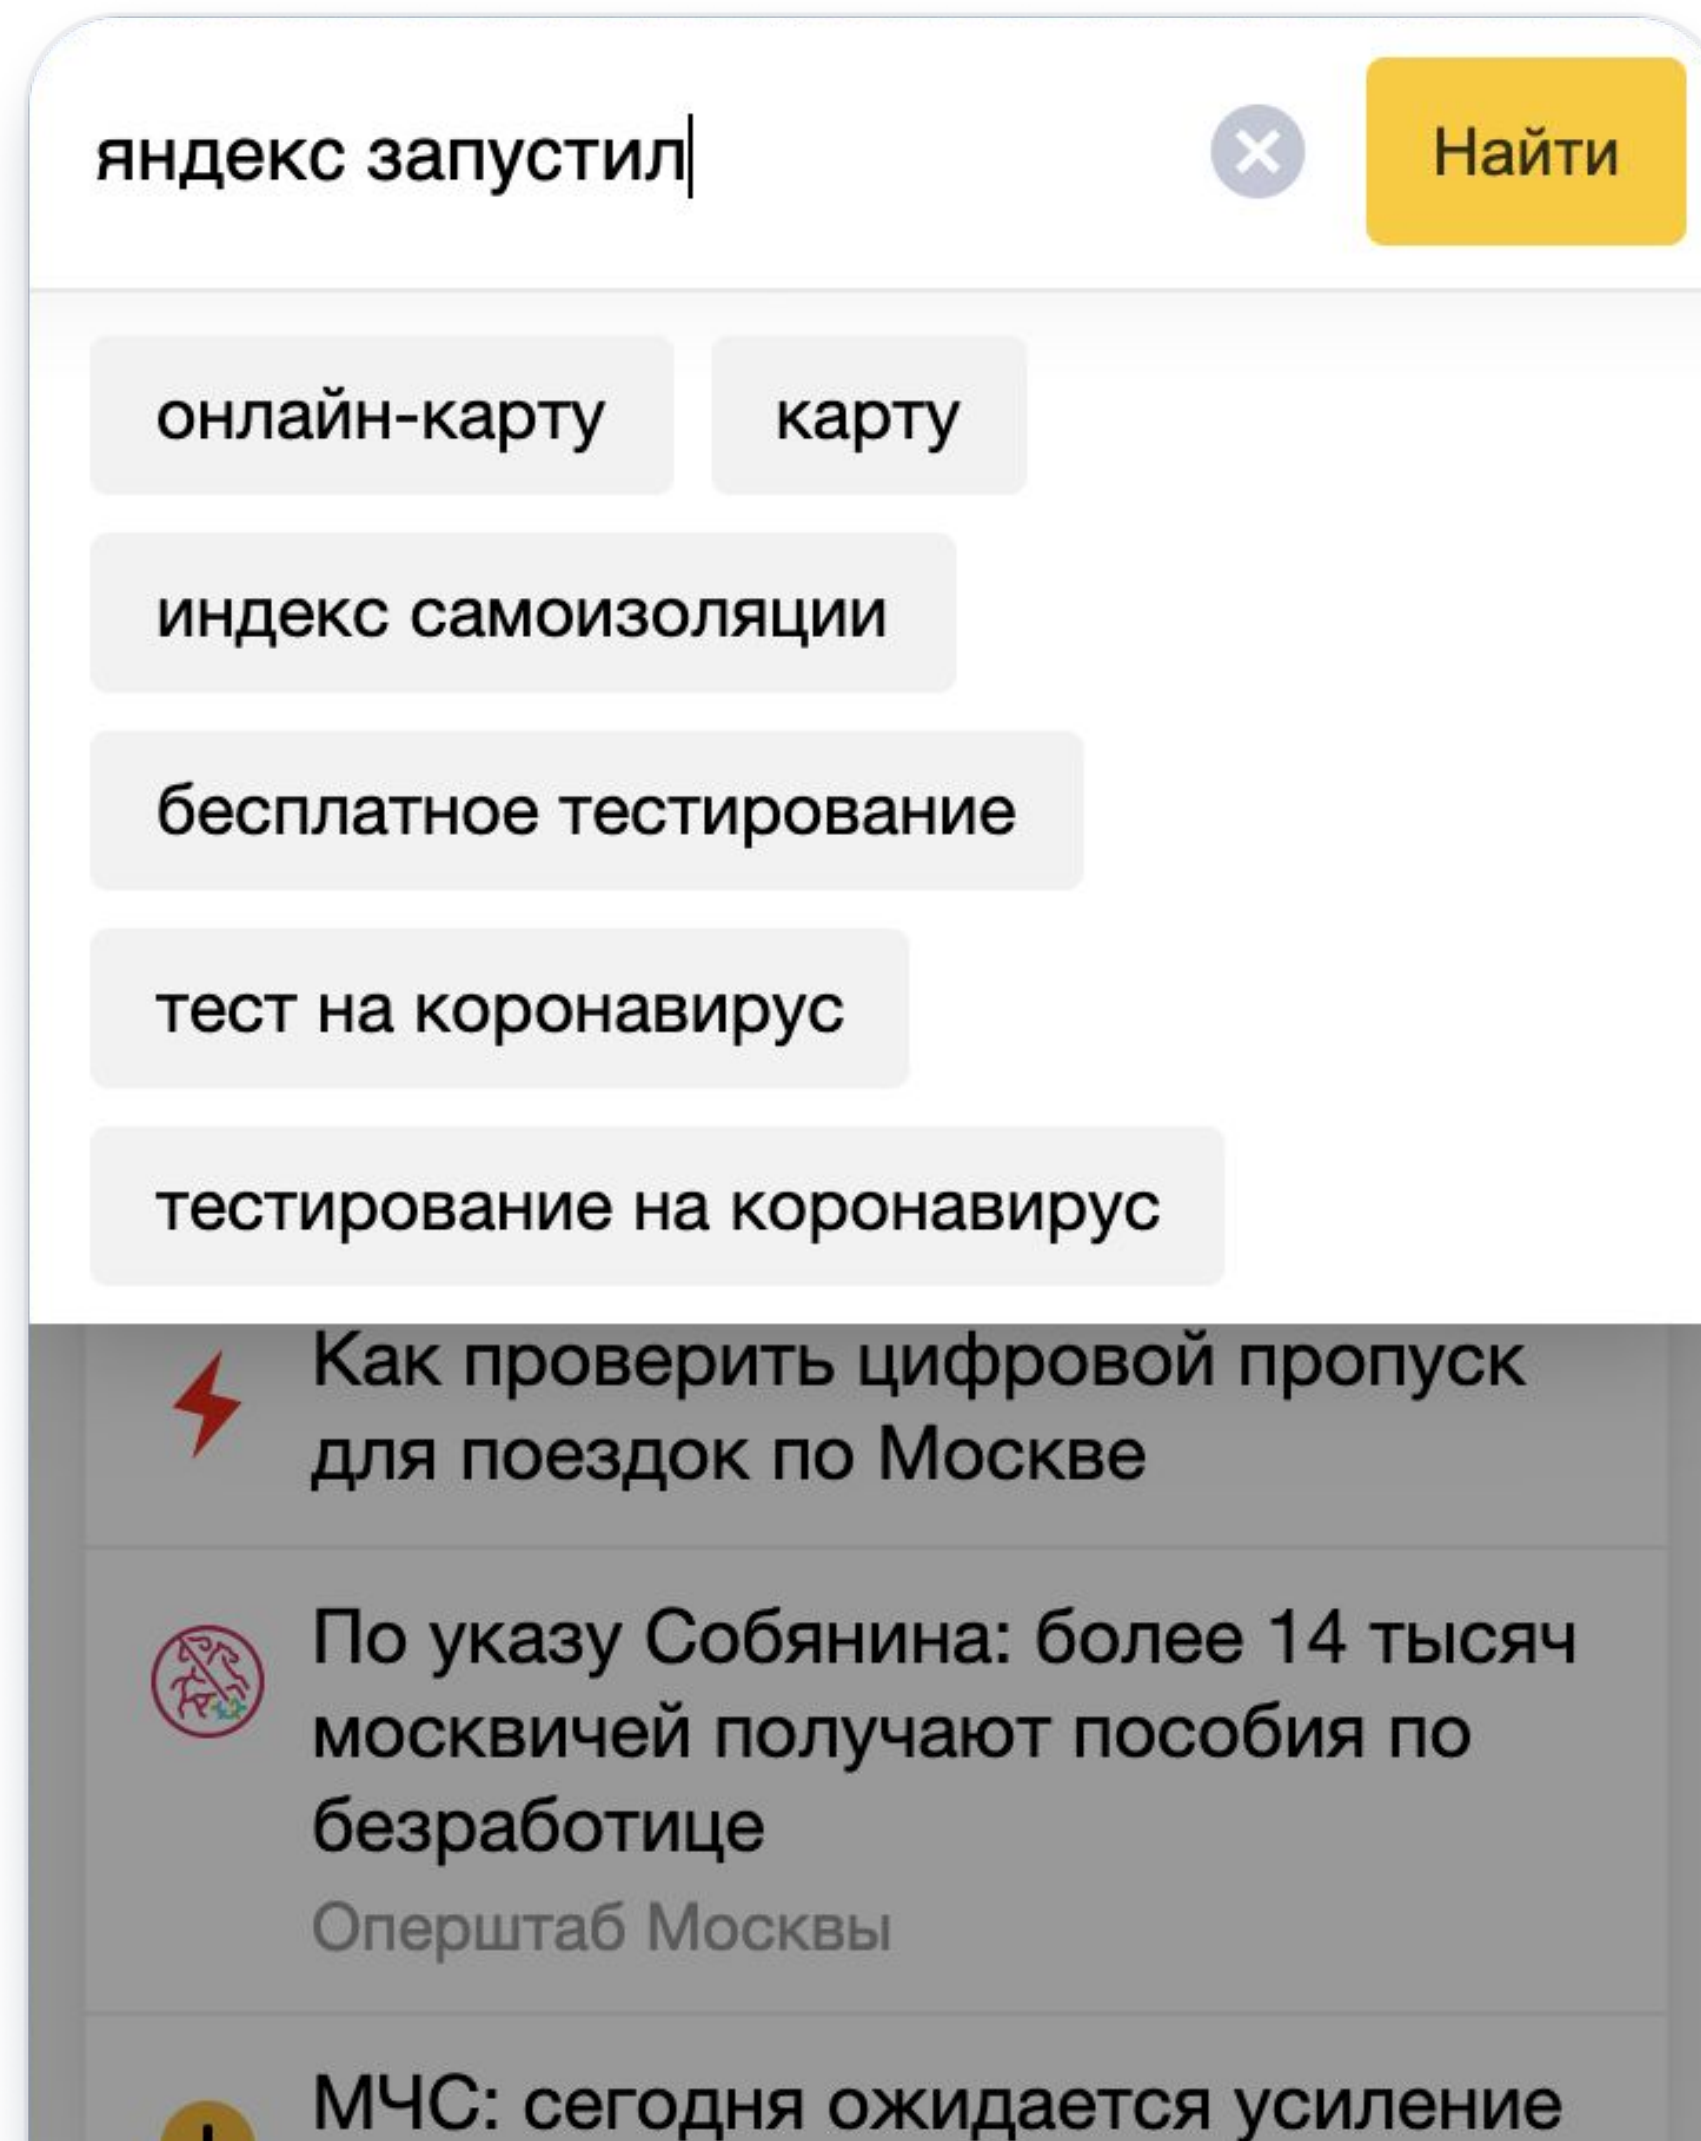 яндекс запустил
Найти
онлайн-карту карту
индекс самоизоляции
бесплатное тестирование
тест на коронавирус
тестирование на коронавирус
Как проверить цифровой пропуск
для поездок по Москве
По указу Собянина: более 14 тысяч
москвичей получают пособия по
безработице
Оперштаб Москвы
МЧС: сегодня ожидается усиление